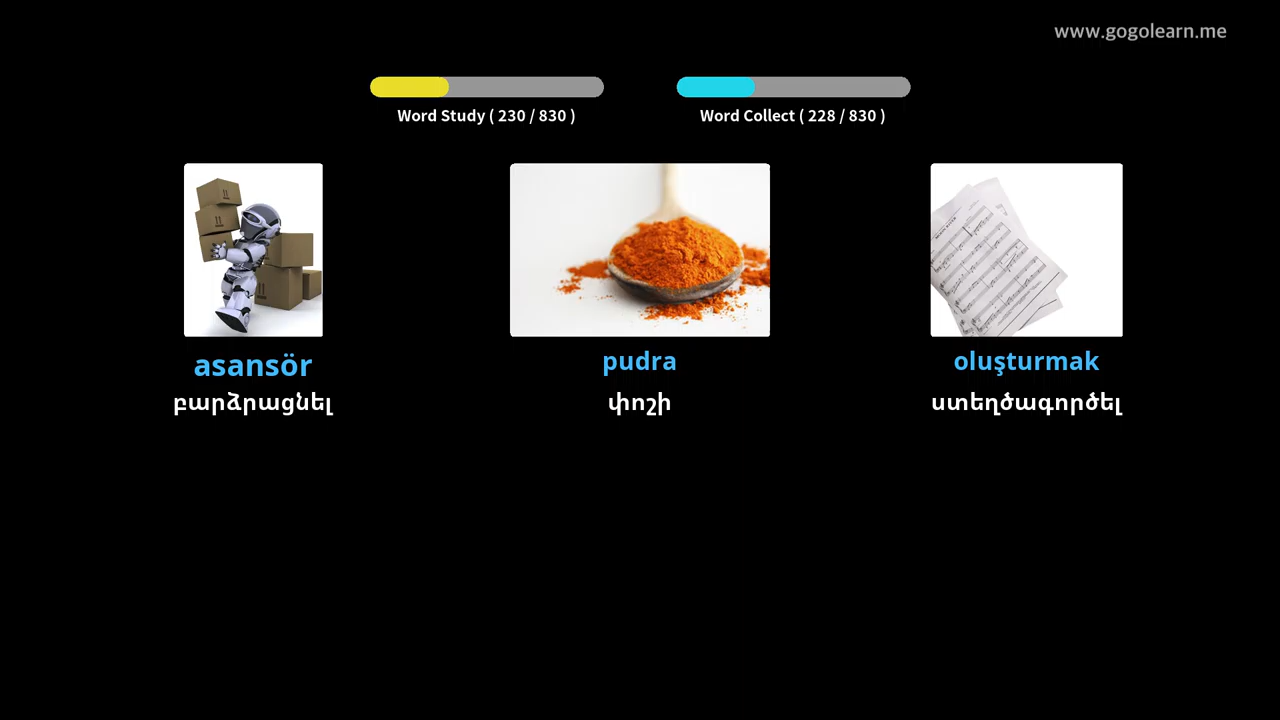 www.gogolearn.me
Word Study ( 230 / 830 )
Word Collect ( 228 / 830 )
asansör
pudra
oluşturmak
բարձրացնել
փոշի
ստեղծագործել